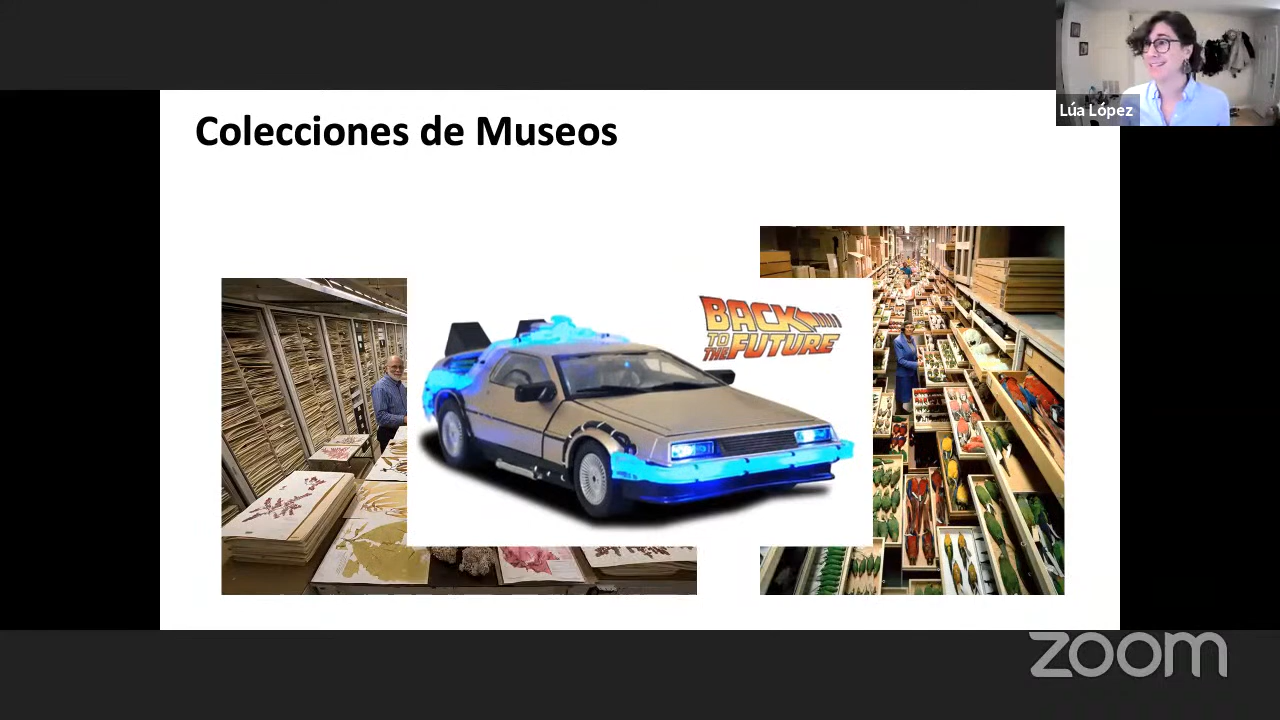 Colecciones de Museos
Lúa López
BACK
TO
THE FUTURE
zoom